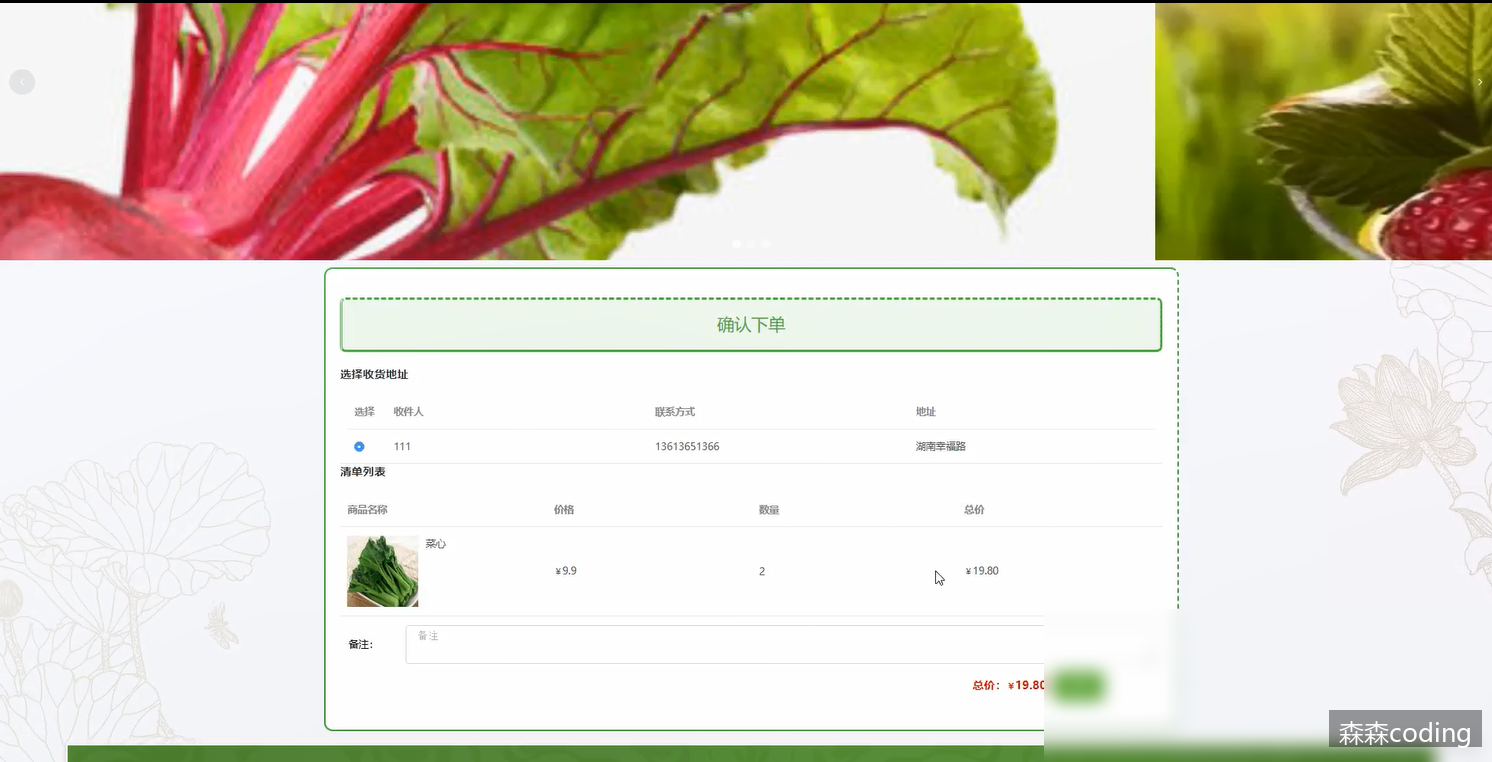 确认下单
选择收货地址
选择 收件人 联系方式 地址
111 13613651366 湖南幸福路
清单列表
商品名称 价格 数量 总价
菜心
¥9.9 2 ¥19.80
备注: 备注
总价: ¥19.80
森森coding